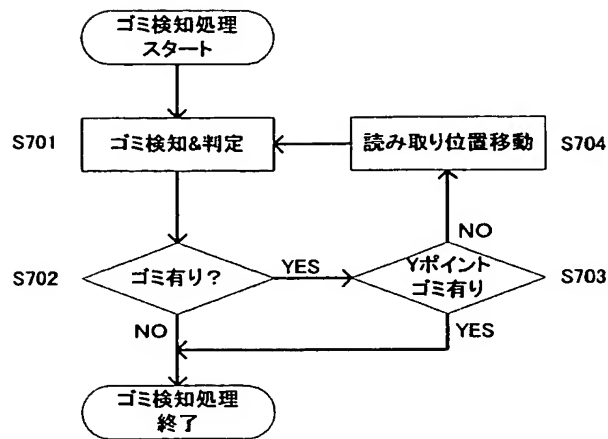 ゴミ検知処理
スタート
S701
ゴミ検知&判定
読み取り位置移動
S704
NO
S702
ゴミ有り？
YES
Yポイント
ゴミ有り
S703
NO
YES
ゴミ検知処理
終了